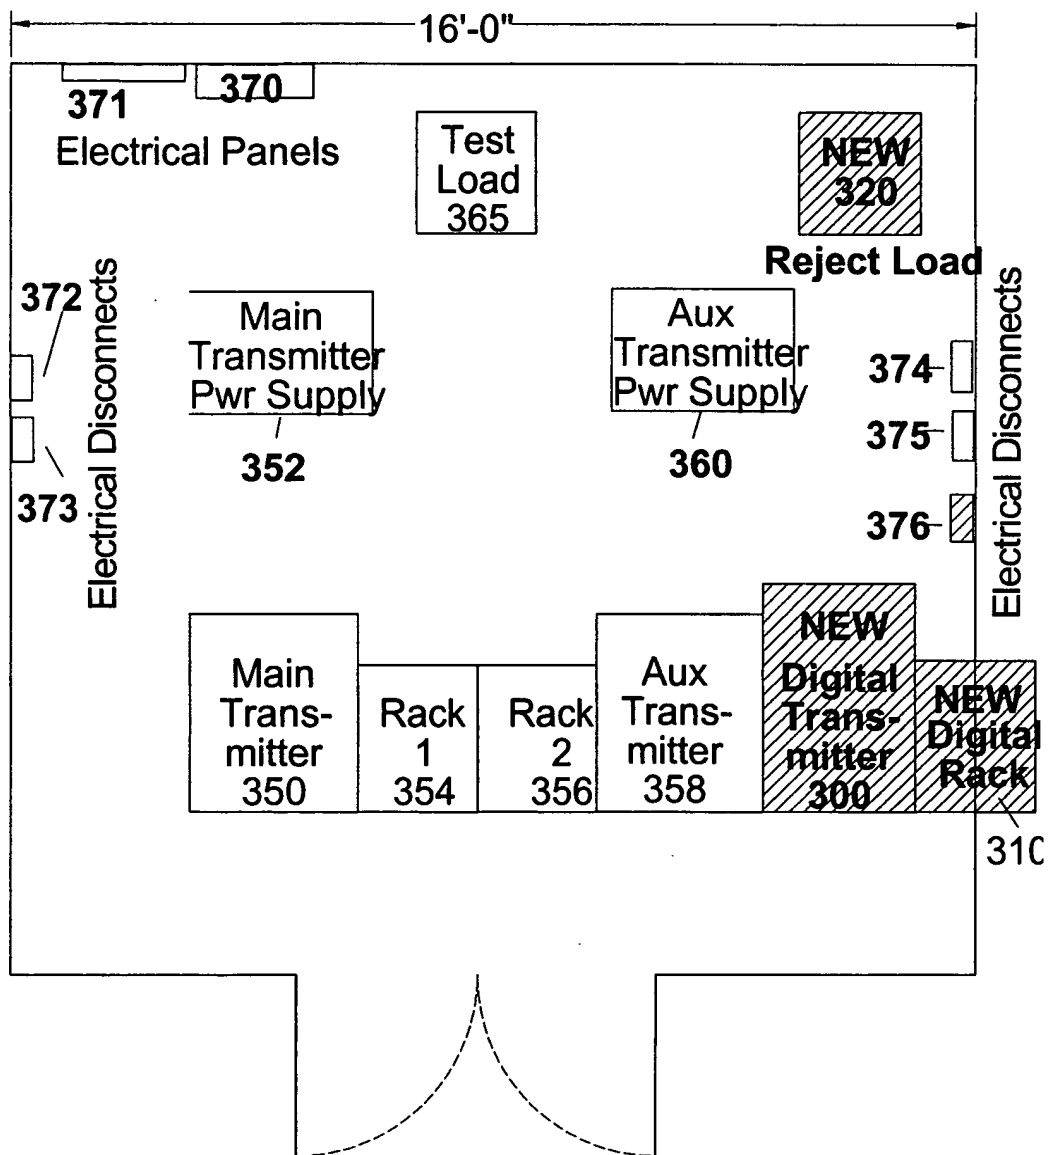 16'-0"
371
370
Electrical Panels
Test
Load
365
NEW
320
Reject Load
372
373
Electrical Disconnects
Main
Transmitter
Pwr Supply
352
Aux
Transmitter
Pwr Supply
360
374
375
376
Electrical Disconnects
Main
Trans-
mitter
350
Rack
1
354
Rack
2
356
Aux
Trans-
mitter
358
NEW
Digital
Trans-
mitter
300
NEW
Digital
Rack
310